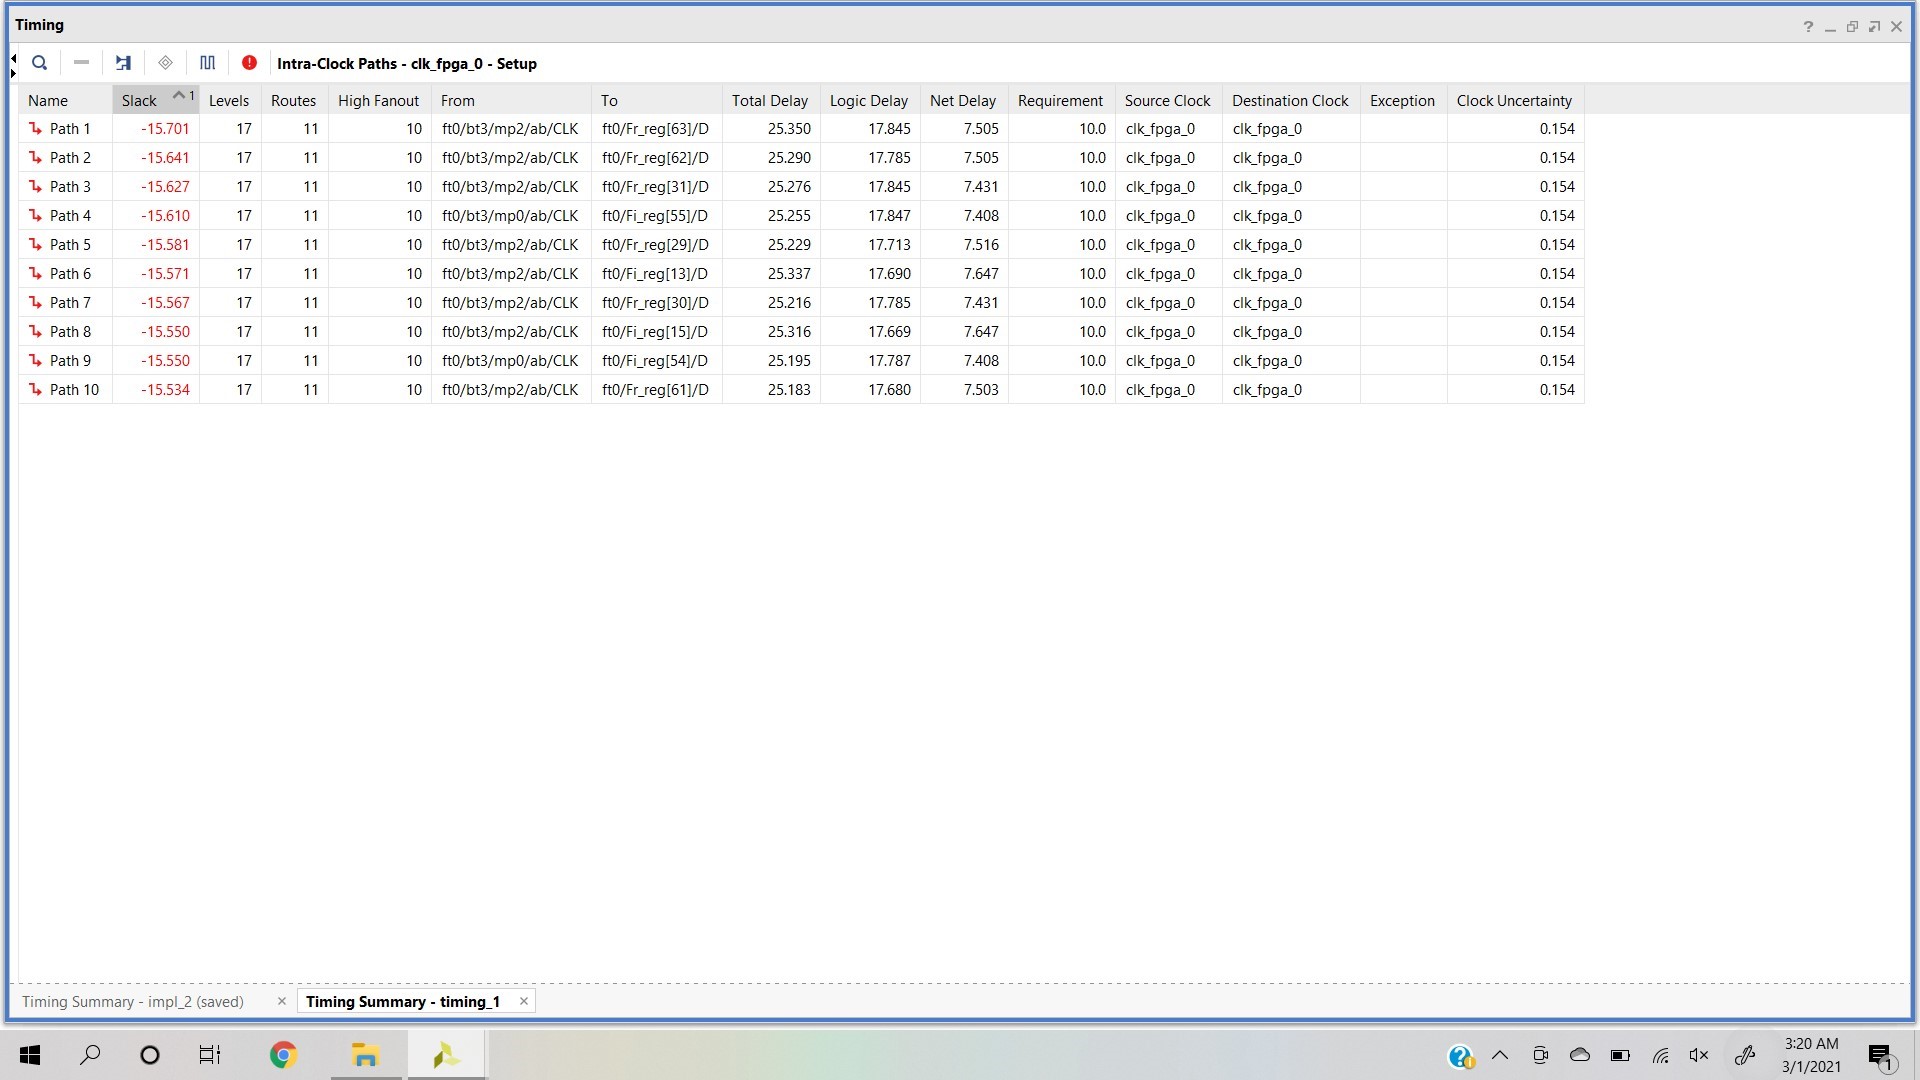 Timing
Intra-Clock Paths - clk_fpga_0 - Setup
Name Slack 1 Levels Routes High Fanout From To Total Delay Logic Delay Net Delay Requirement Source Clock Destination Clock Exception Clock Uncertainty
Path 1 -15.701 17 11 10 ft0/bt3/mp2/ab/CLK ft0/Fr_reg[63]/D 25.350 17.845 7.505 10.0 clk_fpga_0 clk_fpga_0 0.154
Path 2 -15.641 17 11 10 ft0/bt3/mp2/ab/CLK ft0/Fr_reg[62]/D 25.290 17.785 7.505 10.0 clk_fpga_0 clk_fpga_0 0.154
Path 3 -15.627 17 11 10 ft0/bt3/mp2/ab/CLK ft0/Fr_reg[31]/D 25.276 17.845 7.431 10.0 clk_fpga_0 clk_fpga_0 0.154
Path 4 -15.610 17 11 10 ft0/bt3/mp0/ab/CLK ft0/Fi_reg[55]/D 25.255 17.847 7.408 10.0 clk_fpga_0 clk_fpga_0 0.154
Path 5 -15.581 17 11 10 ft0/bt3/mp2/ab/CLK ft0/Fr_reg[29]/D 25.229 17.713 7.516 10.0 clk_fpga_0 clk_fpga_0 0.154
Path 6 -15.571 17 11 10 ft0/bt3/mp2/ab/CLK ft0/Fi_reg[13]/D 25.337 17.690 7.647 10.0 clk_fpga_0 clk_fpga_0 0.154
Path 7 -15.567 17 11 10 ft0/bt3/mp2/ab/CLK ft0/Fr_reg[30]/D 25.216 17.785 7.431 10.0 clk_fpga_0 clk_fpga_0 0.154
Path 8 -15.550 17 11 10 ft0/bt3/mp2/ab/CLK ft0/Fi_reg[15]/D 25.316 17.669 7.647 10.0 clk_fpga_0 clk_fpga_0 0.154
Path 9 -15.550 17 11 10 ft0/bt3/mp0/ab/CLK ft0/Fi_reg[54]/D 25.195 17.787 7.408 10.0 clk_fpga_0 clk_fpga_0 0.154
Path 10 -15.534 17 11 10 ft0/bt3/mp2/ab/CLK ft0/Fr_reg[61]/D 25.183 17.680 7.503 10.0 clk_fpga_0 clk_fpga_0 0.154
Timing Summary - impl_2 (saved) Timing Summary - timing_1
3:20 AM
3/1/2021
1